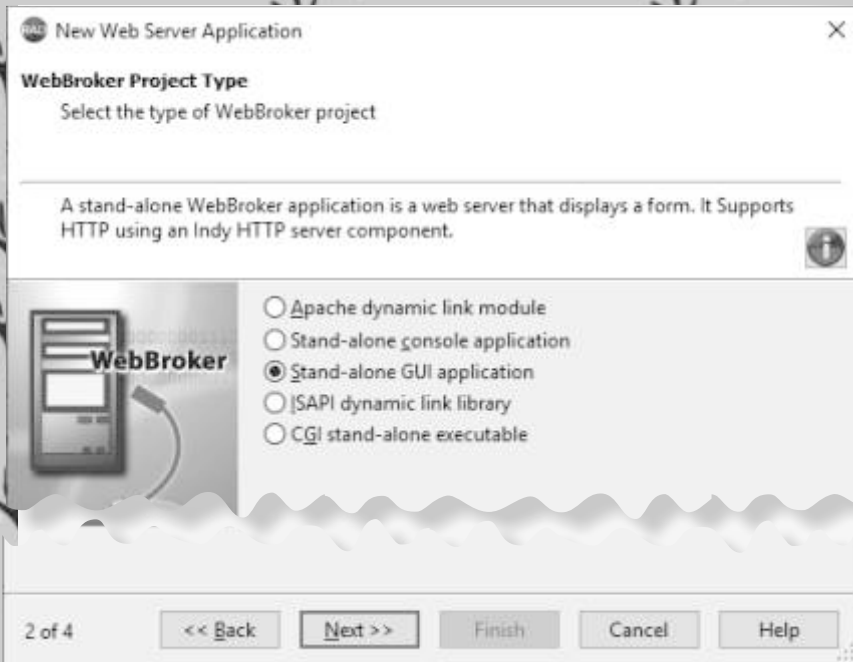 RAD New Web Server Application
WebBroker Project Type
Select the type of WebBroker project
A stand-alone WebBroker application is a web server that displays a form. It Supports
HTTP using an Indy HTTP server component.
WebBroker
Apache dynamic link module
Stand-alone console application
Stand-alone GUI application
ISAPI dynamic link library
CGI stand-alone executable
2 of 4
<< Back
Next >>
Finish
Cancel
Help